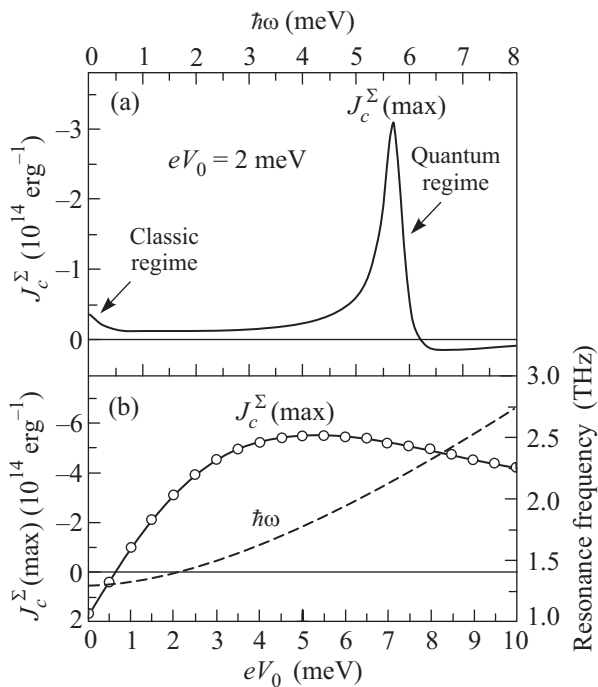 ℏω (meV)
0 1 2 3 4 5 6 7 8
(a)
J_c^Σ(max)
–3
–2
–1
0
J_c^Σ (10^14 erg^–1)
eV_0 = 2 meV
Quantum
regime
Classic
regime
(b)
J_c^Σ(max)
–6
–4
–2
0
2
J_c^Σ(max) (10^14 erg^–1)
ℏω
3.0
2.5
2.0
1.5
1.0
Resonance frequency (THz)
0 1 2 3 4 5 6 7 8 9 10
eV_0 (meV)